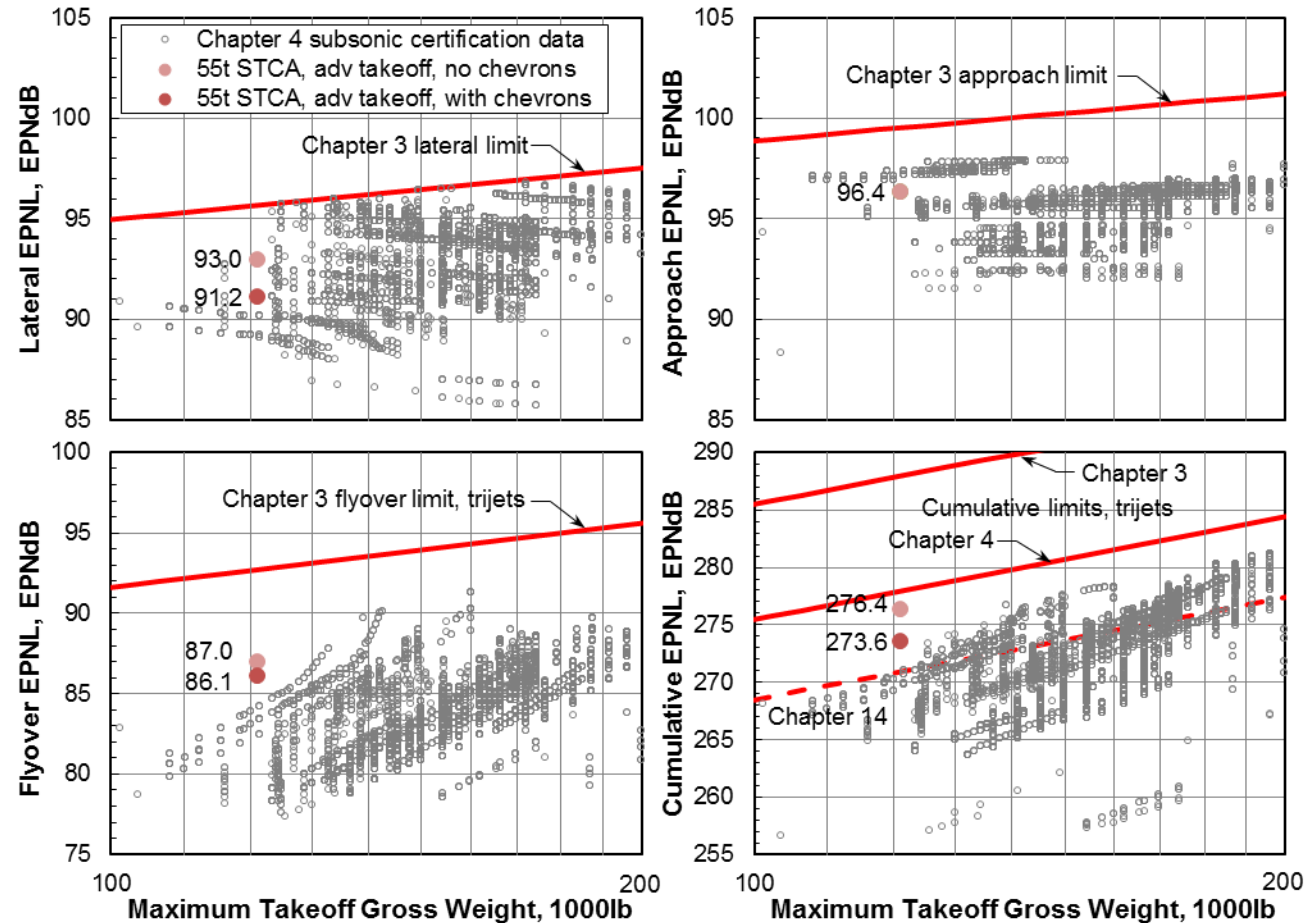 105
100
95
90
85
Lateral EPNL, EPNdB
Chapter 4 subsonic certification data
55t STCA, adv takeoff, no chevrons
55t STCA, adv takeoff, with chevrons
Chapter 3 lateral limit
93.0
91.2
105
100
95
90
85
Approach EPNL, EPNdB
Chapter 3 approach limit
96.4
100
95
90
85
80
75
Flyover EPNL, EPNdB
Chapter 3 flyover limit, trijets
87.0
86.1
100
200
Maximum Takeoff Gross Weight, 1000lb
290
285
280
275
270
265
260
255
Cumulative EPNL, EPNdB
Chapter 3
Cumulative limits, trijets
Chapter 4
276.4
273.6
Chapter 14
100
200
Maximum Takeoff Gross Weight, 1000lb